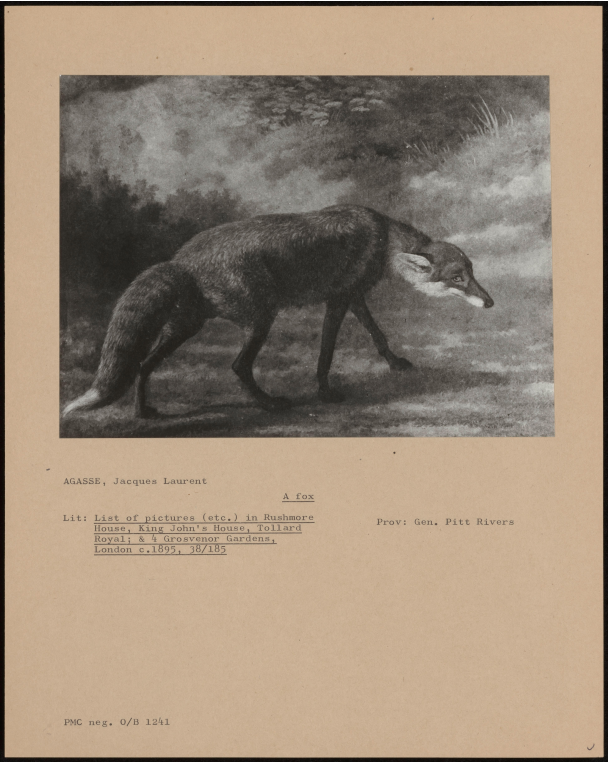 AGASSE, Jacques Laurent
A fox
Lit: List of pictures (etc.) in Rushmore
House, King John's House, Tollard
Royal; & 4 Grosvenor Gardens,
London c.1895, 38/185
Prov: Gen. Pitt Rivers
PMC neg. O/B 1241